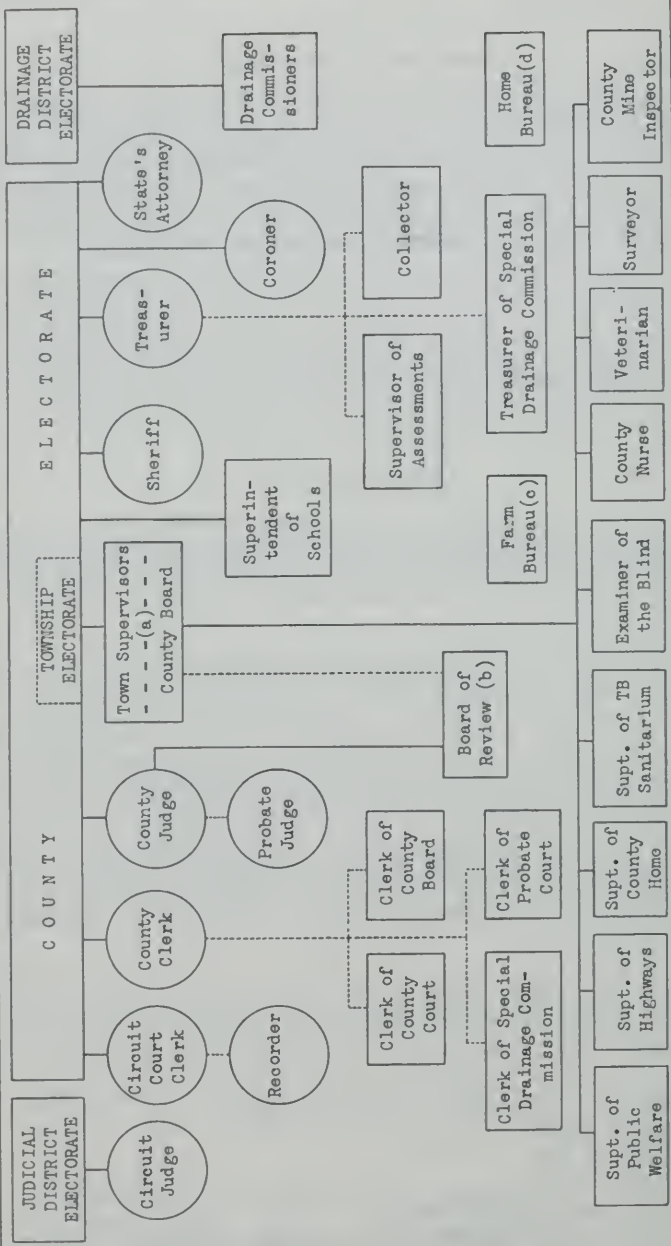 JUDICIAL
DISTRICT
ELECTORATE
COUNTY
TOWNSHIP
ELECTORATE
ELECTORATE
DRAINAGE
DISTRICT
ELECTORATE
Circuit
Judge
Circuit
Court
Clerk
County
Clerk
County
Judge
Town Supervisors
- - - -(a)- - -
County Board
Sheriff
Treas-
urer
State's
Attorney
Drainage
Commis-
sioners
Recorder
Probate
Judge
Superin-
tendent
of
Schools
Coroner
Clerk of
County
Court
Clerk of
County
Board
Supervisor of
Assessments
Collector
Clerk of Special
Drainage Com-
mission
Clerk of
Probate
Court
Board of
Review (b)
Farm
Bureau(c)
Treasurer of Special
Drainage Commission
Home
Bureau(d)
Supt. of
Public
Welfare
Supt. of
Highways
Supt. of
County
Home
Supt. of TB
Sanitarium
Examiner of
the Blind
County
Nurse
Veteri-
narian
Surveyor
County
Mine
Inspector